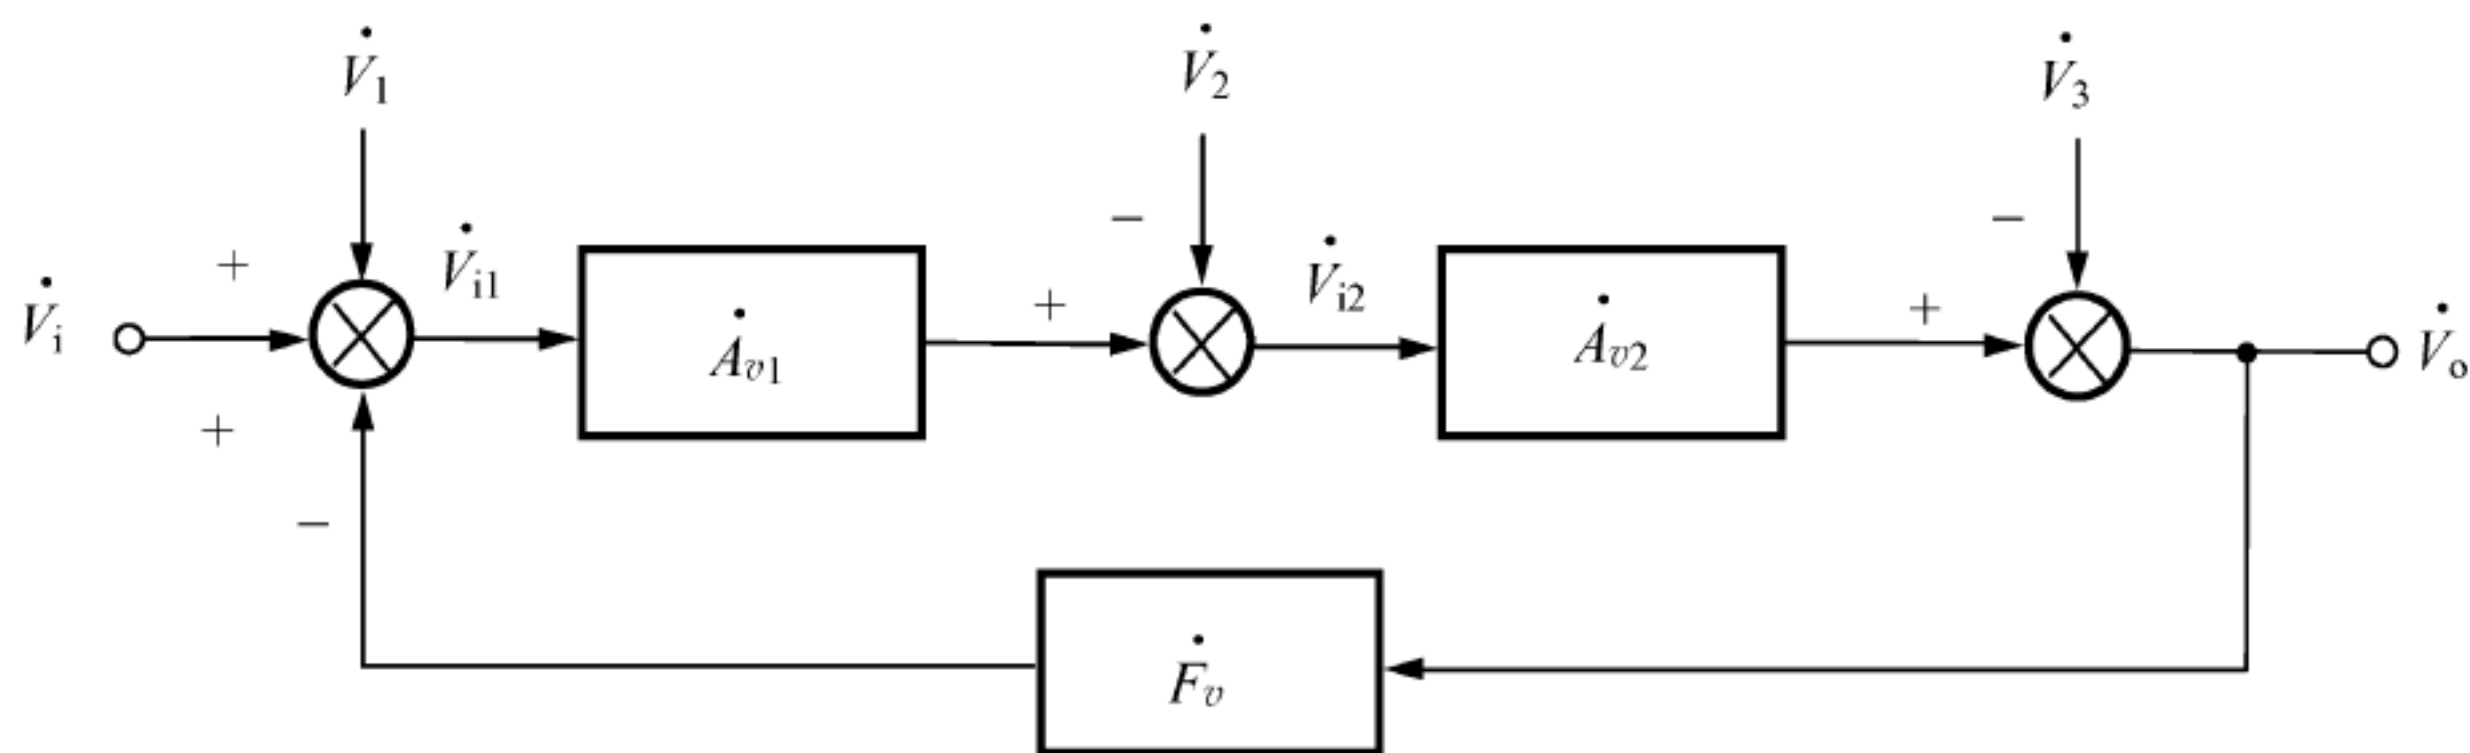 V̇1
V̇2
V̇3
+
V̇i1
−
−
V̇i
Ȧv1
+
V̇i2
Ȧv2
+
V̇o
+
−
Ḟv